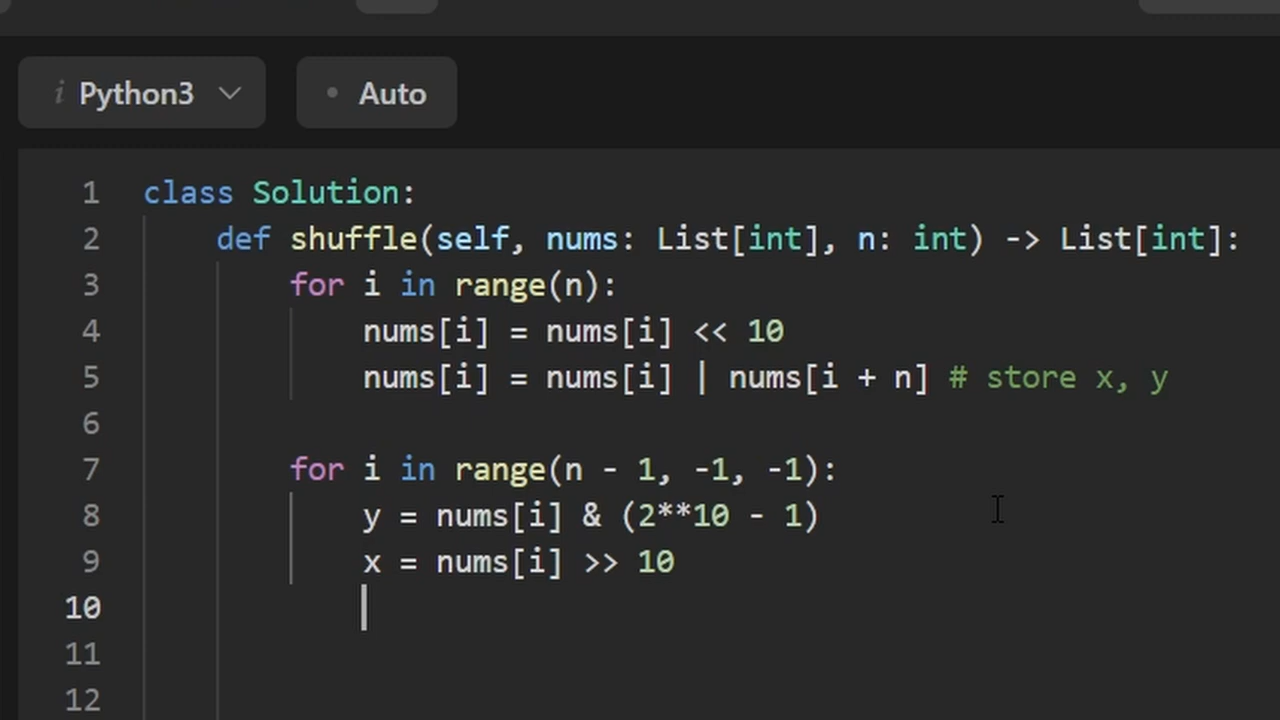 i Python3
• Auto
1 class Solution:
2     def shuffle(self, nums: List[int], n: int) -> List[int]:
3         for i in range(n):
4             nums[i] = nums[i] << 10
5             nums[i] = nums[i] | nums[i + n] # store x, y
6
7         for i in range(n - 1, -1, -1):
8             y = nums[i] & (2**10 - 1)
9             x = nums[i] >> 10
10
11
12